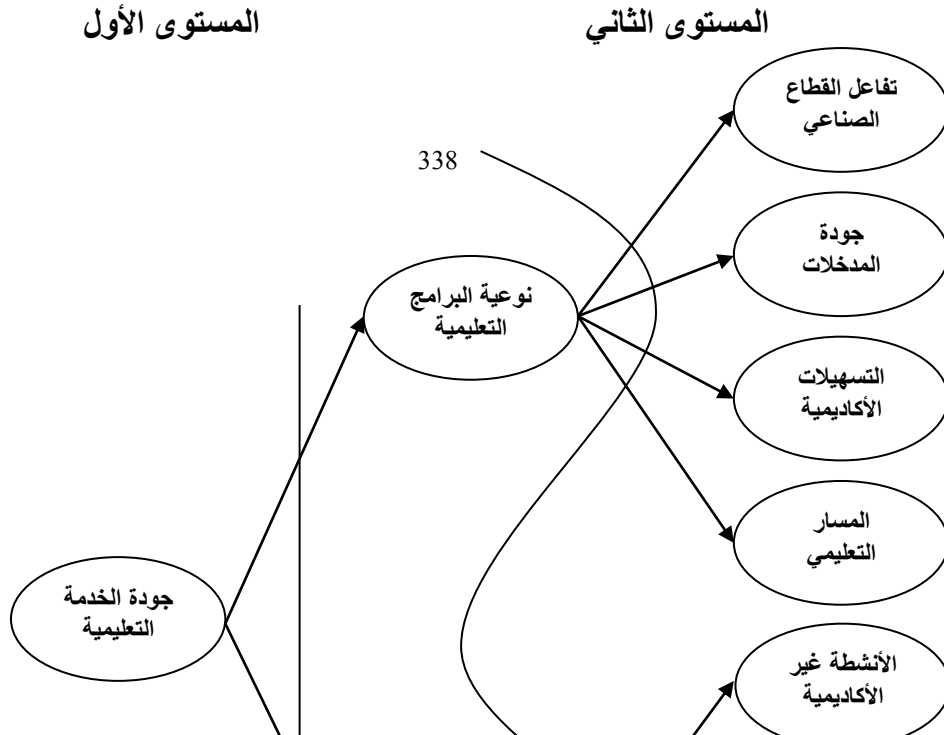 المستوى الأول
المستوى الثاني
تفاعل القطاع
الصناعي
338
جودة
المدخلات
نوعية البرامج
التعليمية
التسهيلات
الأكاديمية
المسار
التعليمي
جودة الخدمة
التعليمية
الأنشطة غير
الأكاديمية